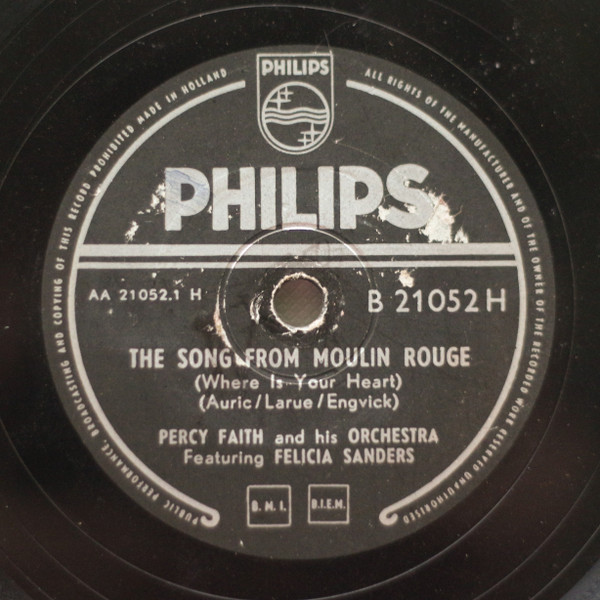 PHILIPS
ALL RIGHTS OF THE MANUFACTURER AND OF THE OWNER OF THE RECORDED WORK RESERVED UNAUTHORISED
PUBLIC PERFORMANCE, BROADCASTING AND COPYING OF THIS RECORD PROHIBITED MADE IN HOLLAND
PHILIPS
AA 21052.1 H
B 21052 H
THE SONG FROM MOULIN ROUGE
(Where Is Your Heart)
(Auric/Larue/Engvick)
PERCY FAITH and his ORCHESTRA
Featuring FELICIA SANDERS
B. M. I.
B.I.E.M.